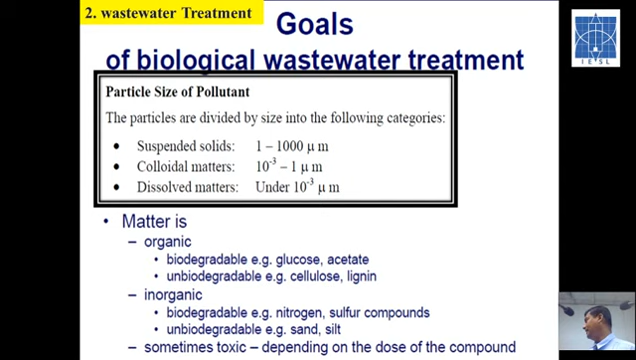 2. wastewater Treatment
Goals
of biological wastewater treatment
Particle Size of Pollutant
The particles are divided by size into the following categories:
• Suspended solids: 1 – 1000 µ m
• Colloidal matters: 10⁻³ – 1 µ m
• Dissolved matters: Under 10⁻³ µ m
• Matter is
– organic
• biodegradable e.g. glucose, acetate
• unbiodegradable e.g. cellulose, lignin
– inorganic
• biodegradable e.g. nitrogen, sulfur compounds
• unbiodegradable e.g. sand, silt
– sometimes toxic – depending on the dose of the compound
I E S L